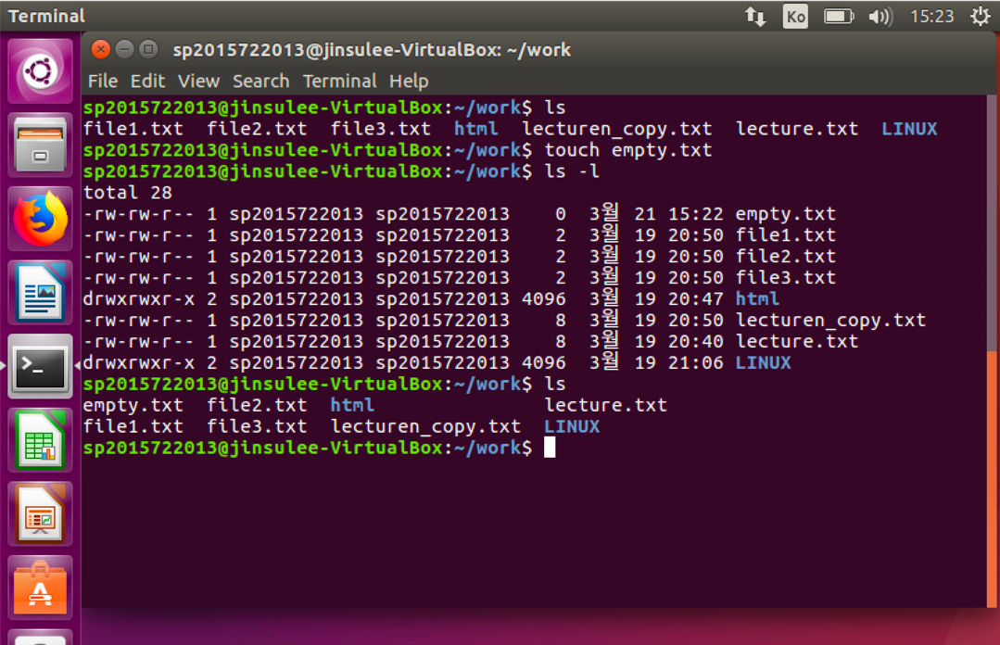 Terminal
Ko
15:23
sp2015722013@jinsulee-VirtualBox: ~/work
File Edit View Search Terminal Help
sp2015722013@jinsulee-VirtualBox:~/work$ ls
file1.txt file2.txt file3.txt html lecturen_copy.txt lecture.txt LINUX
sp2015722013@jinsulee-VirtualBox:~/work$ touch empty.txt
sp2015722013@jinsulee-VirtualBox:~/work$ ls -l
total 28
-rw-rw-r-- 1 sp2015722013 sp2015722013 0 3월 21 15:22 empty.txt
-rw-rw-r-- 1 sp2015722013 sp2015722013 2 3월 19 20:50 file1.txt
-rw-rw-r-- 1 sp2015722013 sp2015722013 2 3월 19 20:50 file2.txt
-rw-rw-r-- 1 sp2015722013 sp2015722013 2 3월 19 20:50 file3.txt
drwxrwxr-x 2 sp2015722013 sp2015722013 4096 3월 19 20:47 html
-rw-rw-r-- 1 sp2015722013 sp2015722013 8 3월 19 20:50 lecturen_copy.txt
-rw-rw-r-- 1 sp2015722013 sp2015722013 8 3월 19 20:40 lecture.txt
drwxrwxr-x 2 sp2015722013 sp2015722013 4096 3월 19 21:06 LINUX
sp2015722013@jinsulee-VirtualBox:~/work$ ls
empty.txt file2.txt html lecture.txt
file1.txt file3.txt lecturen_copy.txt LINUX
sp2015722013@jinsulee-VirtualBox:~/work$